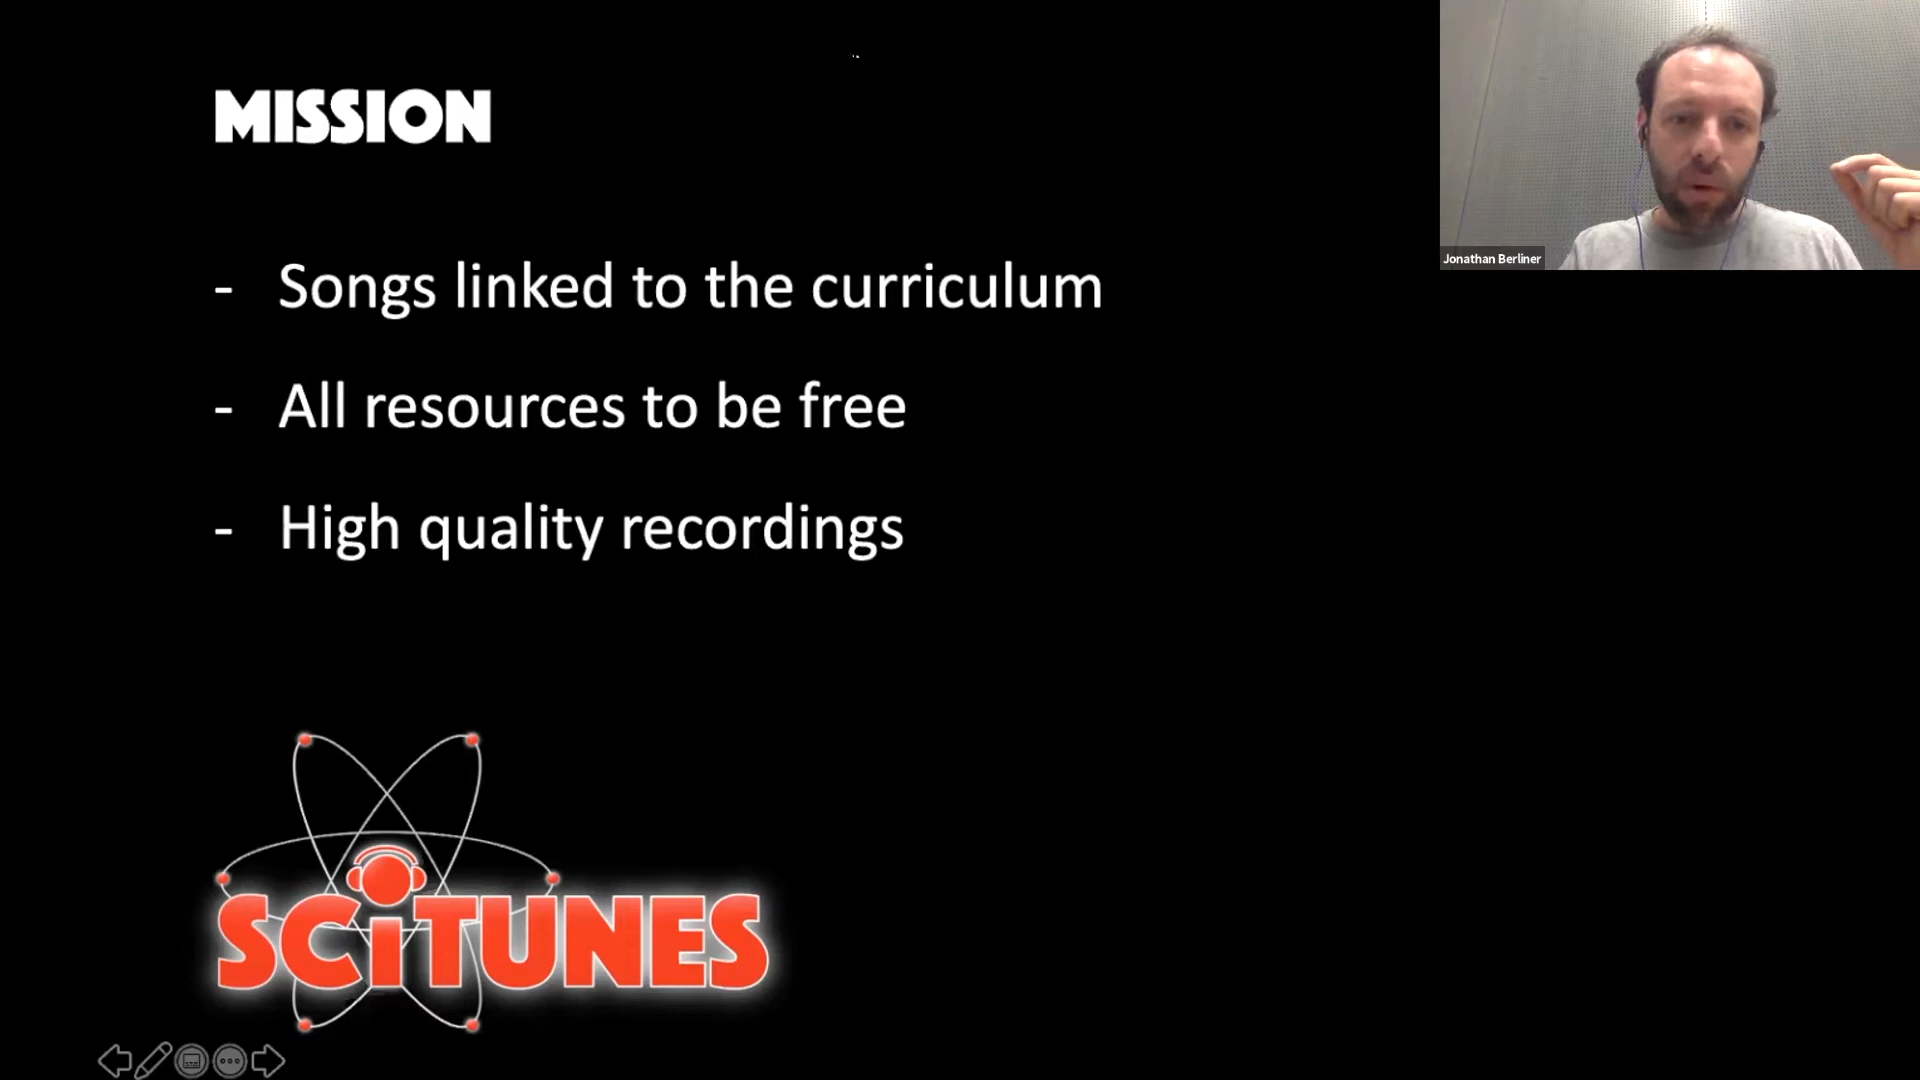 MISSION
- Songs linked to the curriculum
- All resources to be free
- High quality recordings
SCiTUNES
Jonathan Berliner